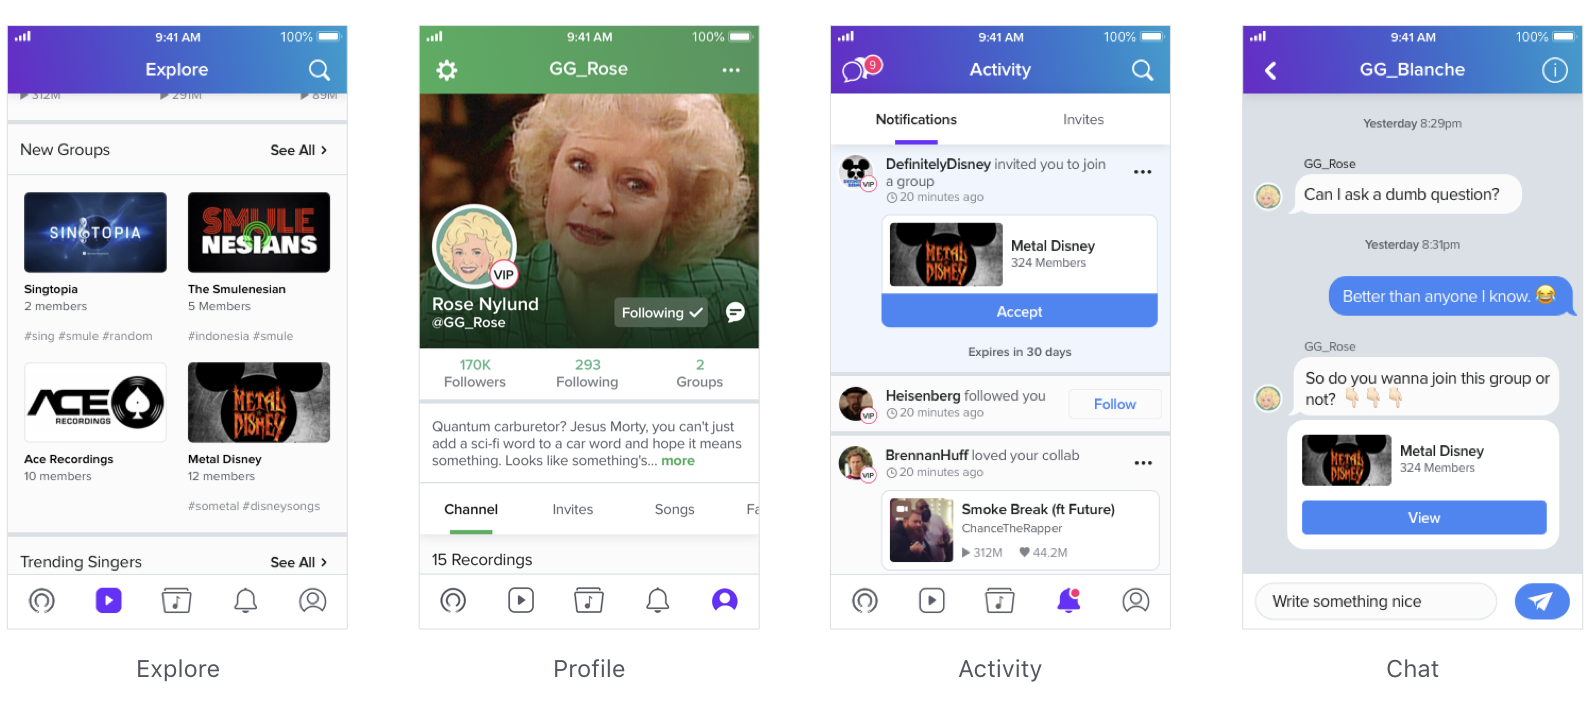 9:41 AM 100%
Explore
312M 291M 89M
New Groups See All >
SINGTOPIA
SMULE
NESIANS
Singtopia
2 members
#sing #smule #random
The Smulenesian
5 Members
#indonesia #smule
ACE
RECORDINGS
METAL
DISNEY
Ace Recordings
10 members
Metal Disney
12 members
#sometal #disneysongs
Trending Singers See All >
Explore
9:41 AM 100%
GG_Rose
VIP
Rose Nylund
@GG_Rose
Following
170K
Followers
293
Following
2
Groups
Quantum carburetor? Jesus Morty, you can't just
add a sci-fi word to a car word and hope it means
something. Looks like something's... more
Channel Invites Songs Fa
15 Recordings
Profile
9:41 AM 100%
9
Activity
Notifications Invites
VIP
DefinitelyDisney invited you to join
a group
20 minutes ago
METAL
DISNEY
Metal Disney
324 Members
Accept
Expires in 30 days
VIP
Heisenberg followed you
20 minutes ago
Follow
VIP
BrennanHuff loved your collab
20 minutes ago
Smoke Break (ft Future)
ChanceTheRapper
312M 44.2M
Activity
9:41 AM 100%
GG_Blanche
Yesterday 8:29pm
GG_Rose
Can I ask a dumb question?
Yesterday 8:31pm
Better than anyone I know. 😂
GG_Rose
So do you wanna join this group or
not? 👇🏻👇🏻👇🏻
METAL
DISNEY
Metal Disney
324 Members
View
Write something nice
Chat